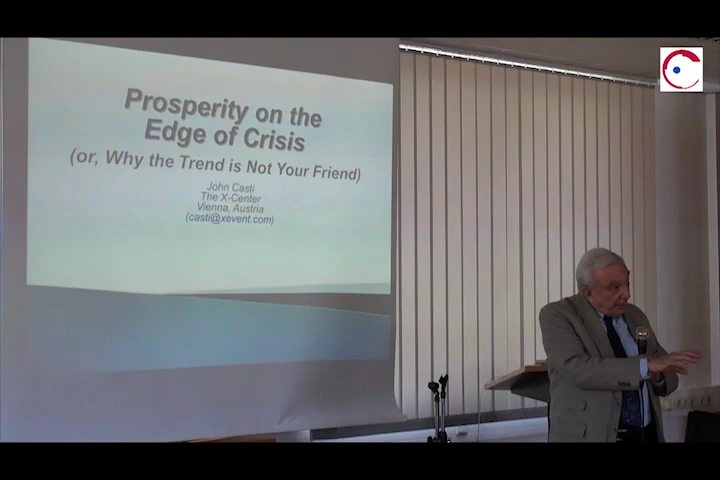 Prosperity on the
Edge of Crisis
(or, Why the Trend is Not Your Friend)
John Casti
The X-Center
Vienna, Austria
(casti@xevent.com)